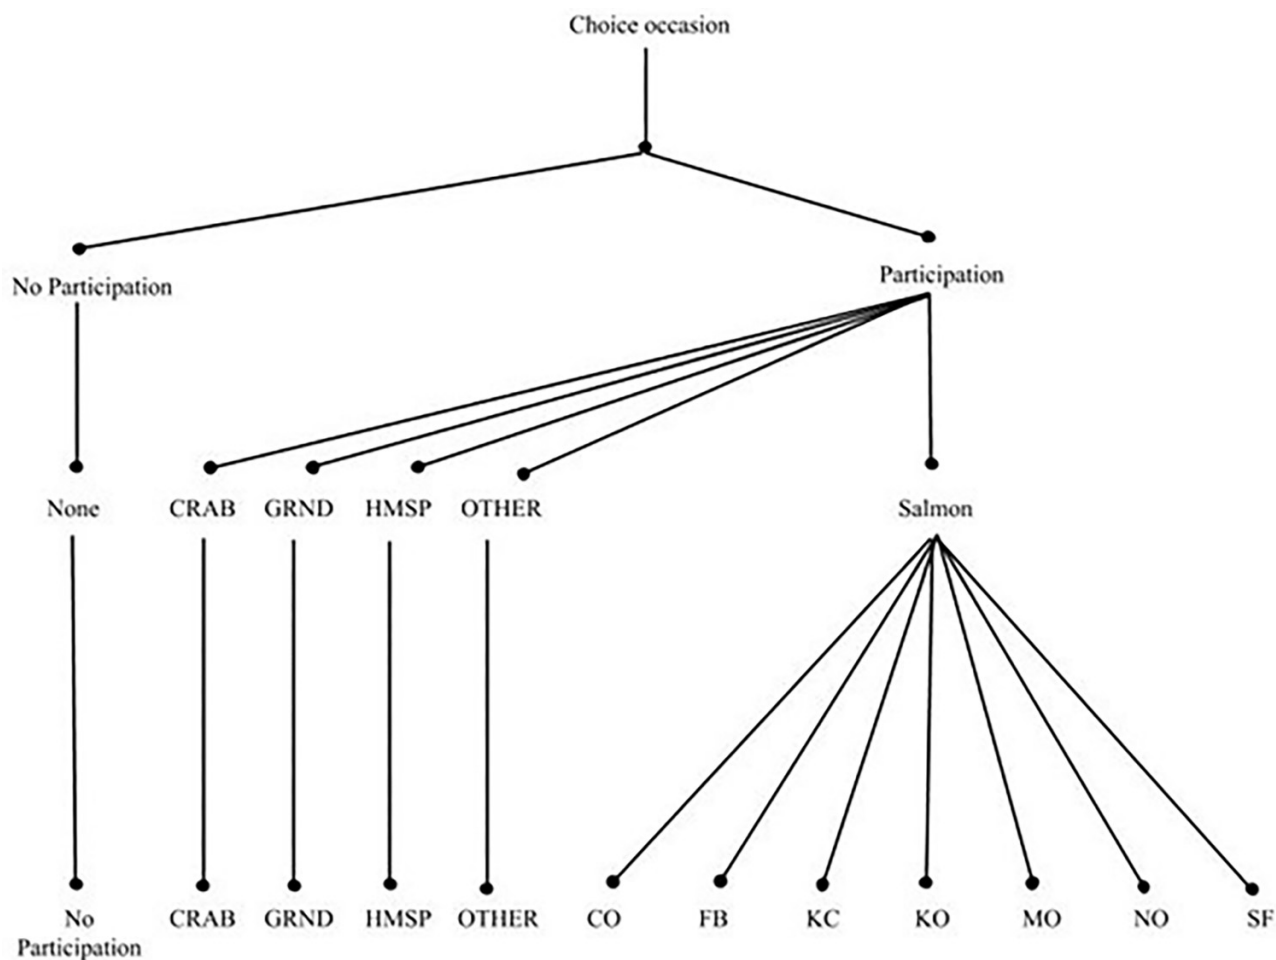 Choice occasion
No Participation
Participation
None
CRAB
GRND
HMSP
OTHER
Salmon
No
Participation
CRAB
GRND
HMSP
OTHER
CO
FB
KC
KO
MO
NO
SF